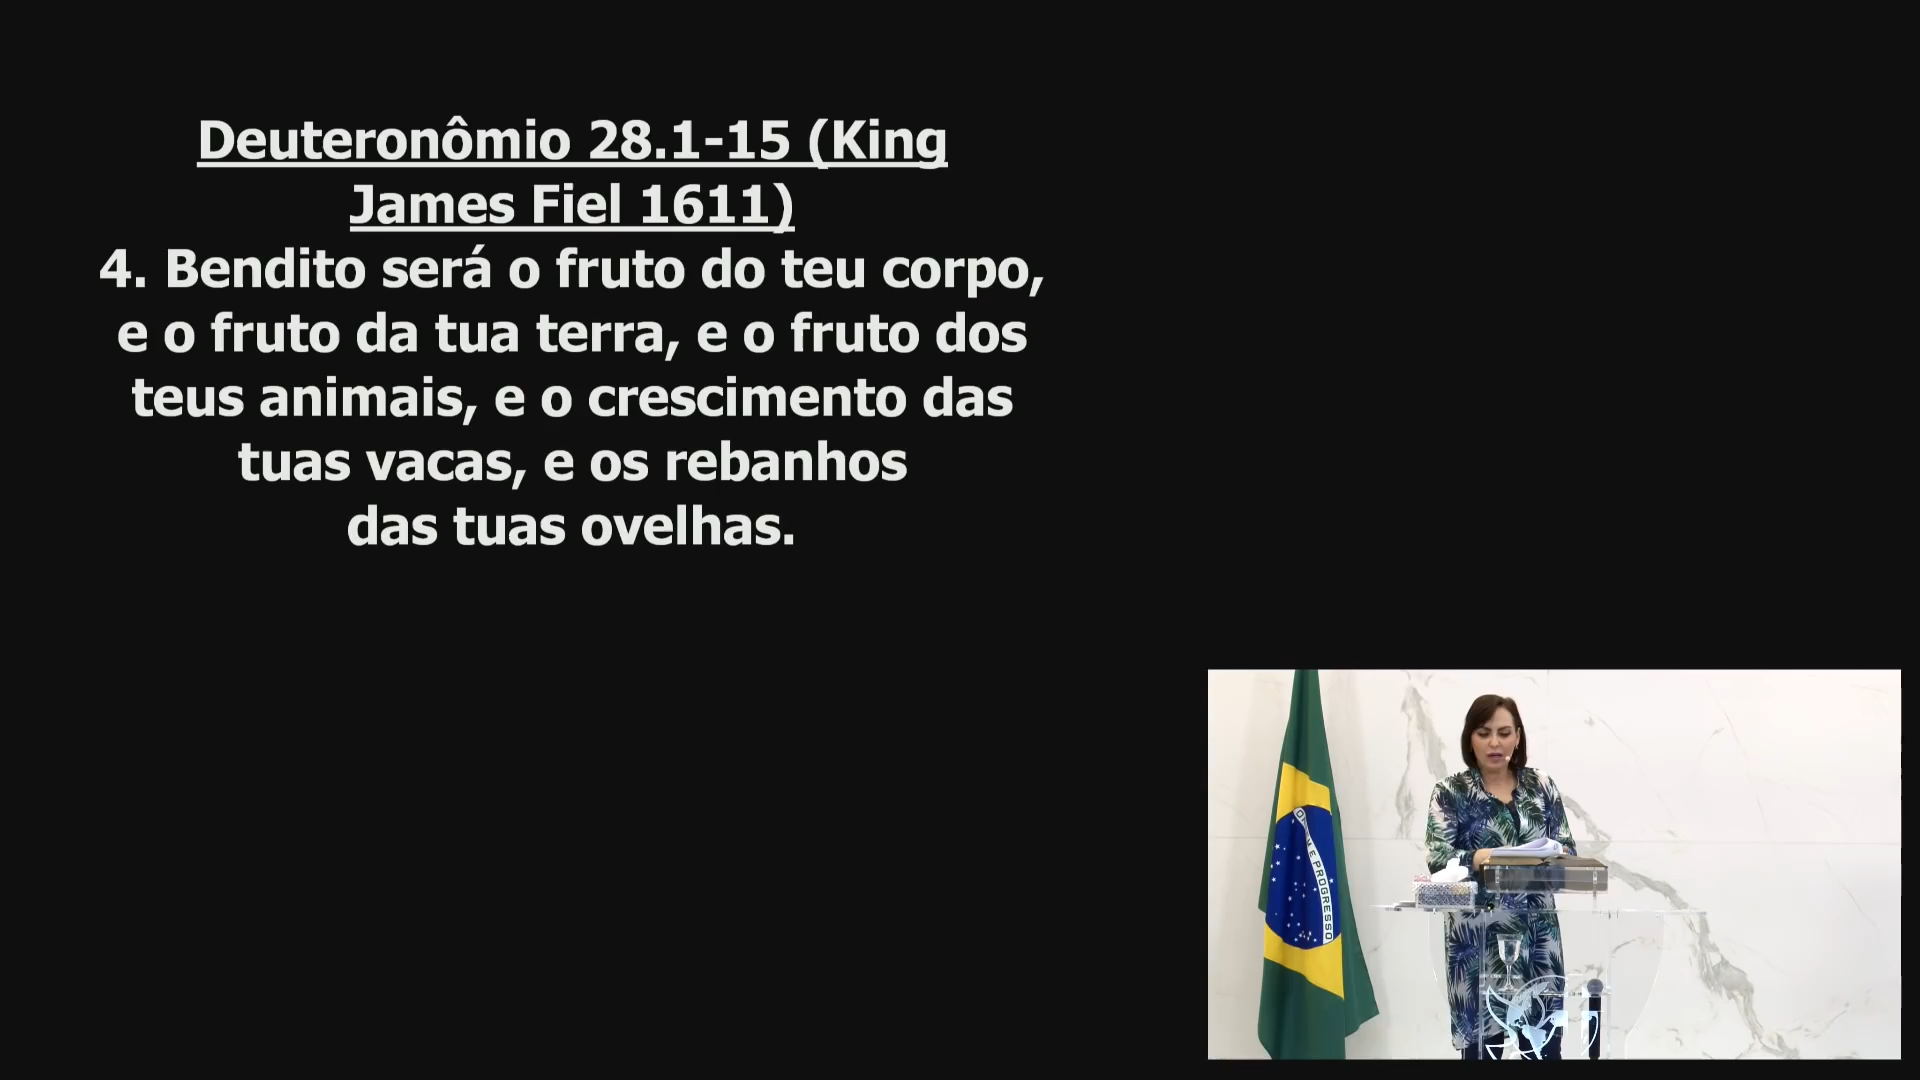 Deuteronômio 28.1-15 (King
James Fiel 1611)
4. Bendito será o fruto do teu corpo,
e o fruto da tua terra, e o fruto dos
teus animais, e o crescimento das
tuas vacas, e os rebanhos
das tuas ovelhas.
E PROGRESSO